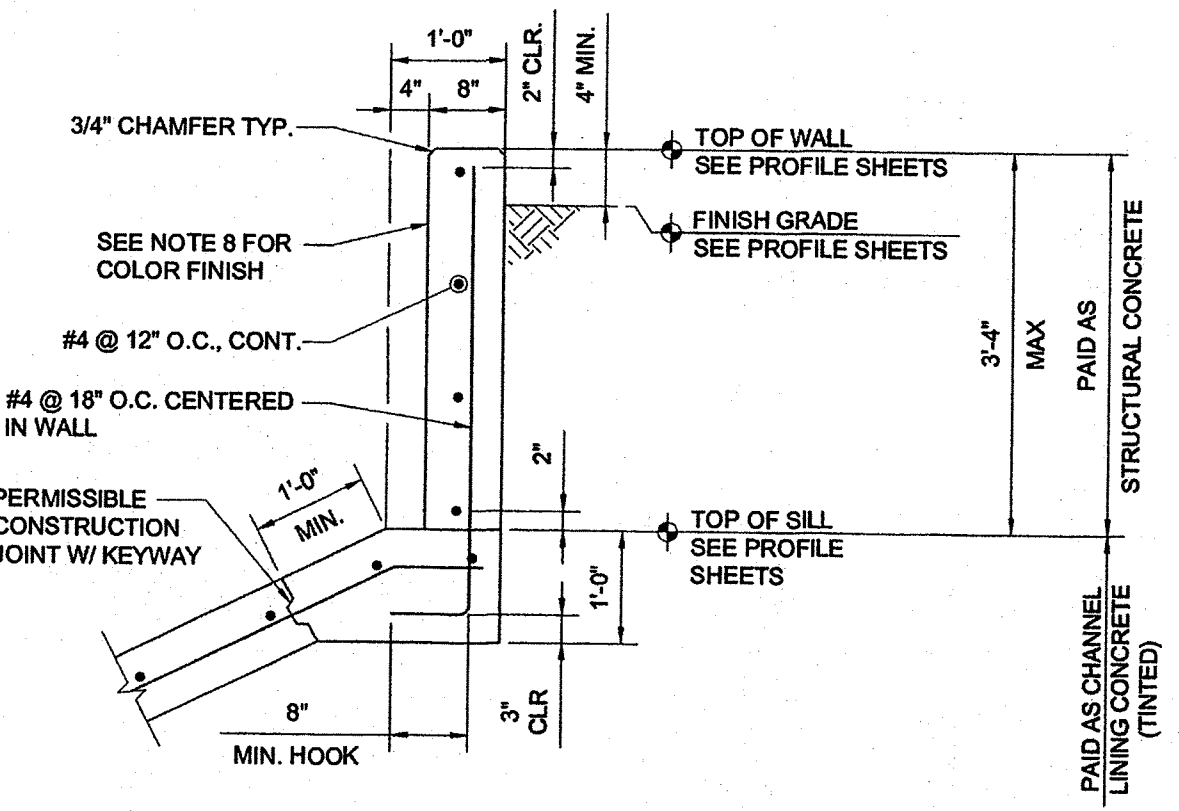 1'-0"
4"
8"
2" CLR.
4" MIN.
3/4" CHAMFER TYP.
TOP OF WALL
SEE PROFILE SHEETS
SEE NOTE 8 FOR
COLOR FINISH
FINISH GRADE
SEE PROFILE SHEETS
#4 @ 12" O.C., CONT.
#4 @ 18" O.C. CENTERED
IN WALL
3'-4"
MAX
PAID AS
STRUCTURAL CONCRETE
PERMISSIBLE
CONSTRUCTION
JOINT W/ KEYWAY
1'-0"
MIN.
2"
TOP OF SILL
SEE PROFILE
SHEETS
1'-0"
8"
MIN. HOOK
3"
CLR
PAID AS CHANNEL
LINING CONCRETE
(TINTED)